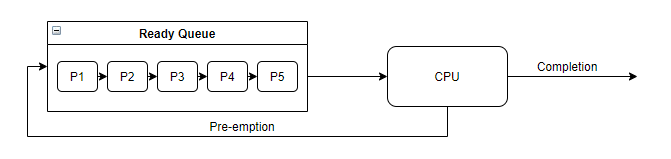 Ready Queue
P1
P2
P3
P4
P5
CPU
Completion
Pre-emption